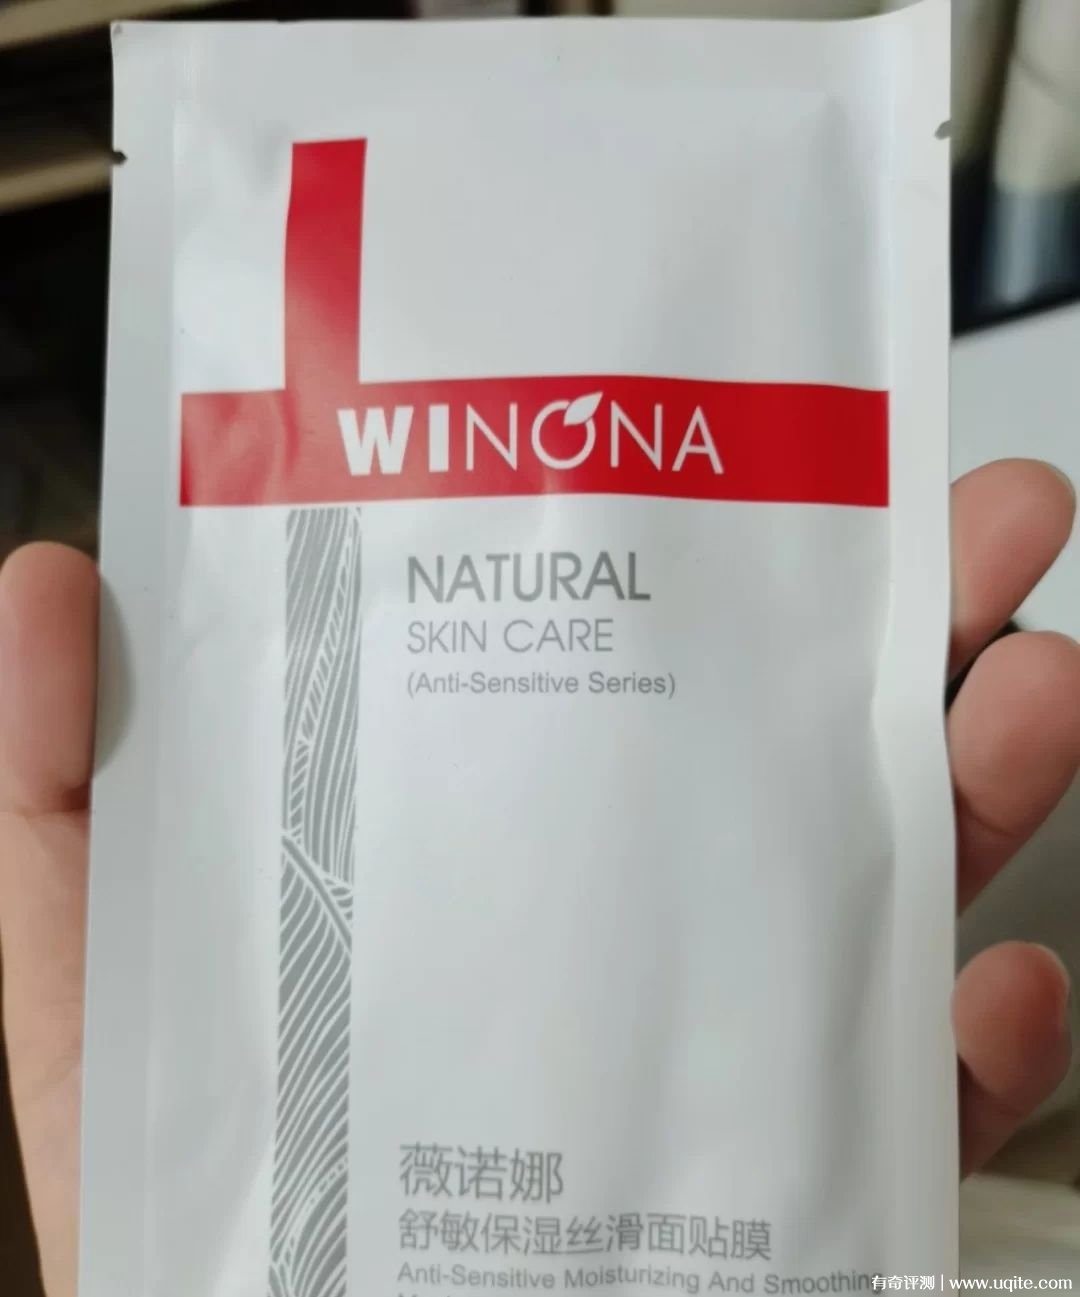 WINONA
NATURAL
SKIN CARE
(Anti-Sensitive Series)
薇诺娜
舒敏保湿丝滑面贴膜
Anti-Sensitive Moisturizing And Smoothing
有奇评测 | www.uqite.com